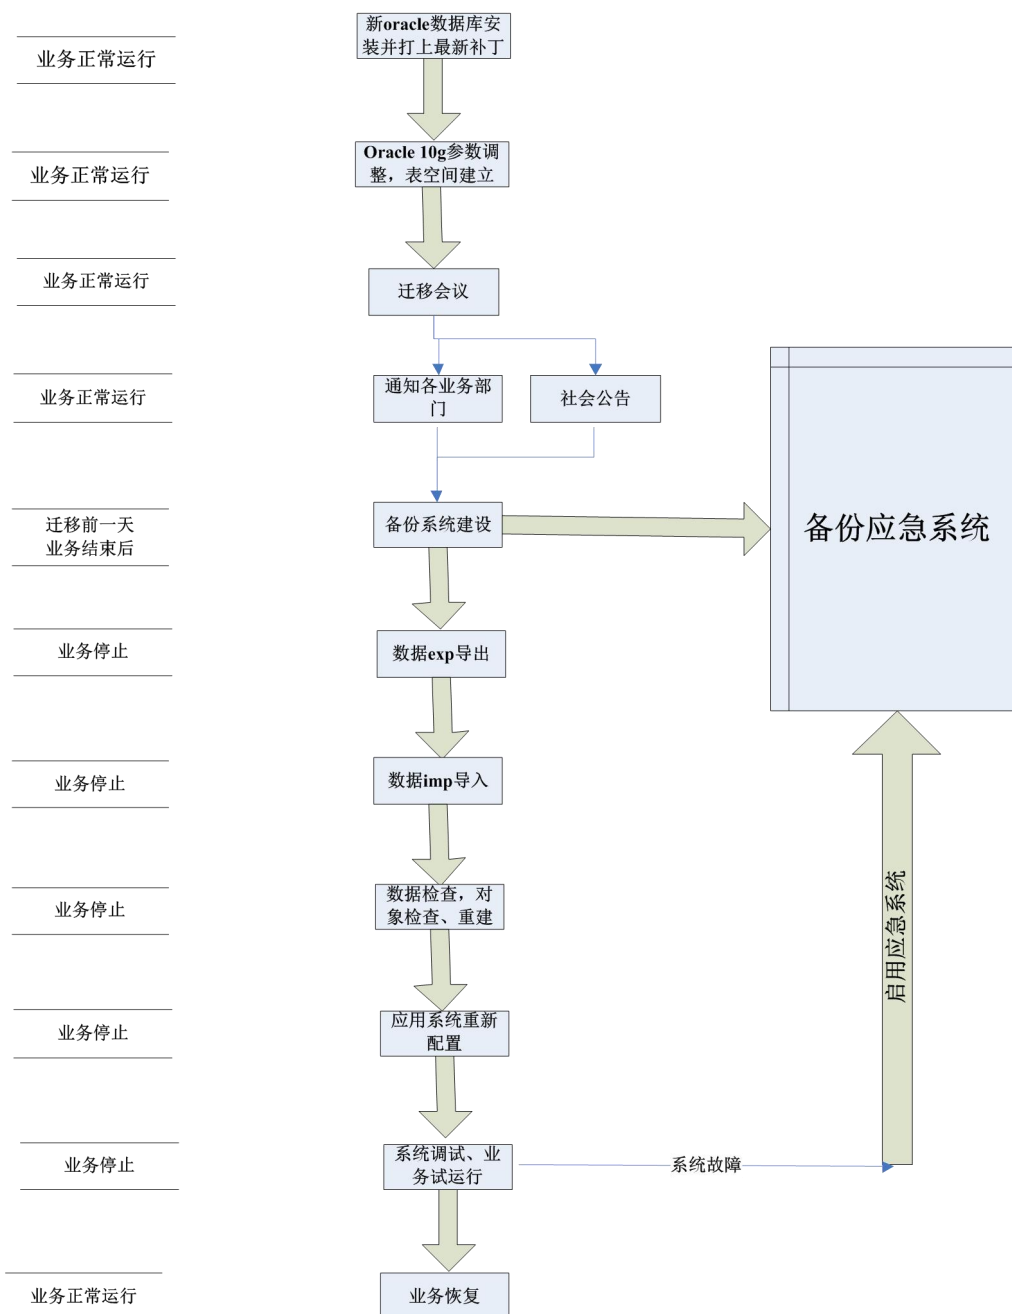 新oracle数据库安
装并打上最新补丁
业务正常运行
Oracle 10g参数调
整，表空间建立
业务正常运行
业务正常运行
迁移会议
业务正常运行
通知各业务部
门
社会公告
迁移前一天
业务结束后
备份系统建设
备份应急系统
业务停止
数据exp导出
业务停止
数据imp导入
业务停止
数据检查，对
象检查、重建
启用应急系统
业务停止
应用系统重新
配置
业务停止
系统调试、业
务试运行
系统故障
业务正常运行
业务恢复